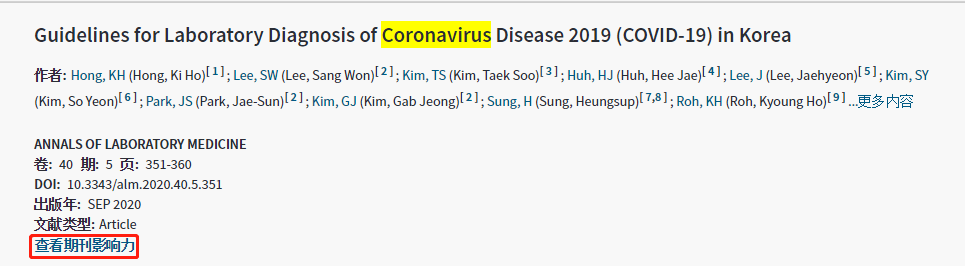 Guidelines for Laboratory Diagnosis of Coronavirus Disease 2019 (COVID-19) in Korea
作者: Hong, KH (Hong, Ki Ho)[ 1 ] ; Lee, SW (Lee, Sang Won)[ 2 ] ; Kim, TS (Kim, Taek Soo)[ 3 ] ; Huh, HJ (Huh, Hee Jae)[ 4 ] ; Lee, J (Lee, Jaehyeon)[ 5 ] ; Kim, SY
(Kim, So Yeon)[ 6 ] ; Park, JS (Park, Jae-Sun)[ 2 ] ; Kim, GJ (Kim, Gab Jeong)[ 2 ] ; Sung, H (Sung, Heungsup)[ 7,8 ] ; Roh, KH (Roh, Kyoung Ho)[ 9 ] ...更多内容
ANNALS OF LABORATORY MEDICINE
卷: 40 期: 5 页: 351-360
DOI: 10.3343/alm.2020.40.5.351
出版年: SEP 2020
文献类型: Article
查看期刊影响力